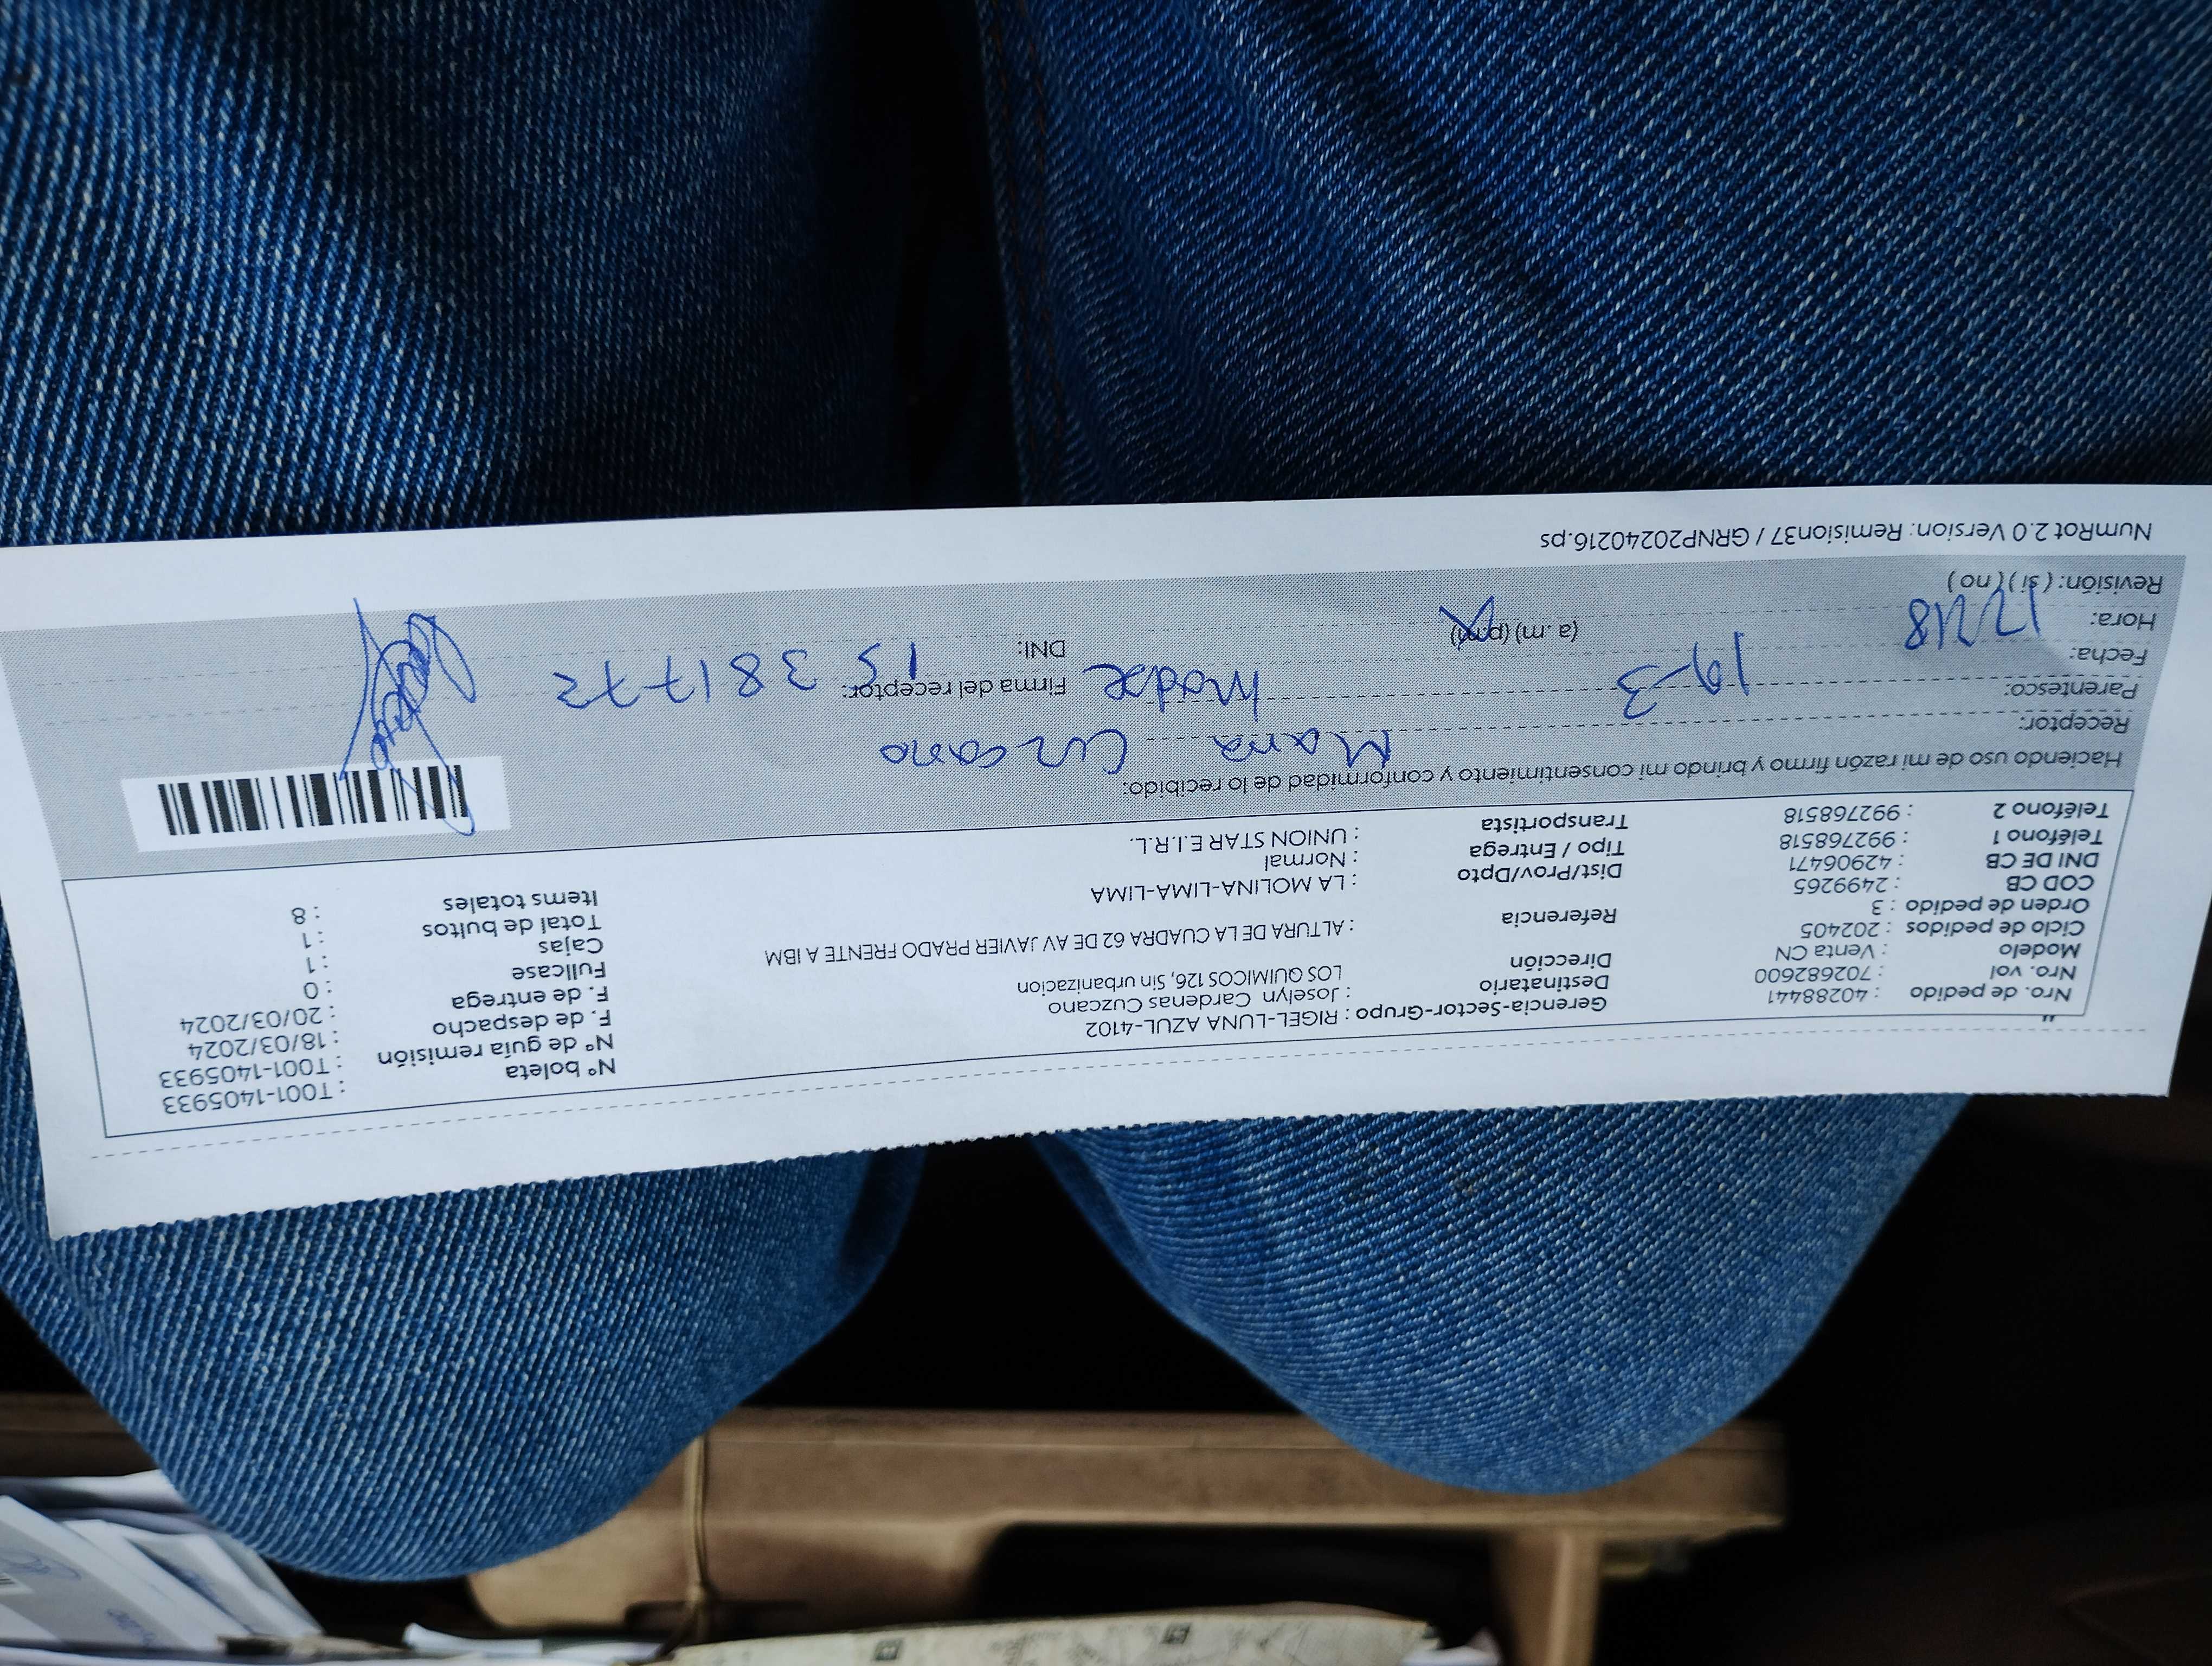 Nro. de pedido : 40288441
Nro. vol : 702682600
Modelo : Venta CN
Ciclo de pedidos : 202405
Orden de pedido : 3
COD CB : 2499265
DNI DE CB : 42906471
Teléfono 1 : 992768518
Teléfono 2 : 992768518
Gerencia-Sector-Grupo : RIGEL-LUNA AZUL-4102
Destinatario : Joselyn Cardenas Cuzcano
Dirección LOS QUIMICOS 126, Sin urbanizacion
Referencia : ALTURA DE LA CUADRA 62 DE AV JAVIER PRADO FRENTE A IBM
Dist/Prov/Dpto : LA MOLINA-LIMA-LIMA
Tipo / Entrega : Normal
Transportista : UNION STAR E.I.R.L.
N° boleta : T001-1405933
N° de guía remisión : T001-1405933
F. de despacho : 18/03/2024
F. de entrega : 20/03/2024
Fullcase : 0
Cajas : 1
Total de bultos : 1
Items totales : 8
Haciendo uso de mi razón firmo y brindo mi consentimiento y conformidad de lo recibido:
Receptor: Maria
Parentesco: Madre
Firma del receptor:
Fecha: 19-3
DNI: 15381772
Hora: (a. m) (p.m)
Revisión: ( si ) ( no )
NumRot 2.0 Version: Remision37 / GRNP20240216.ps